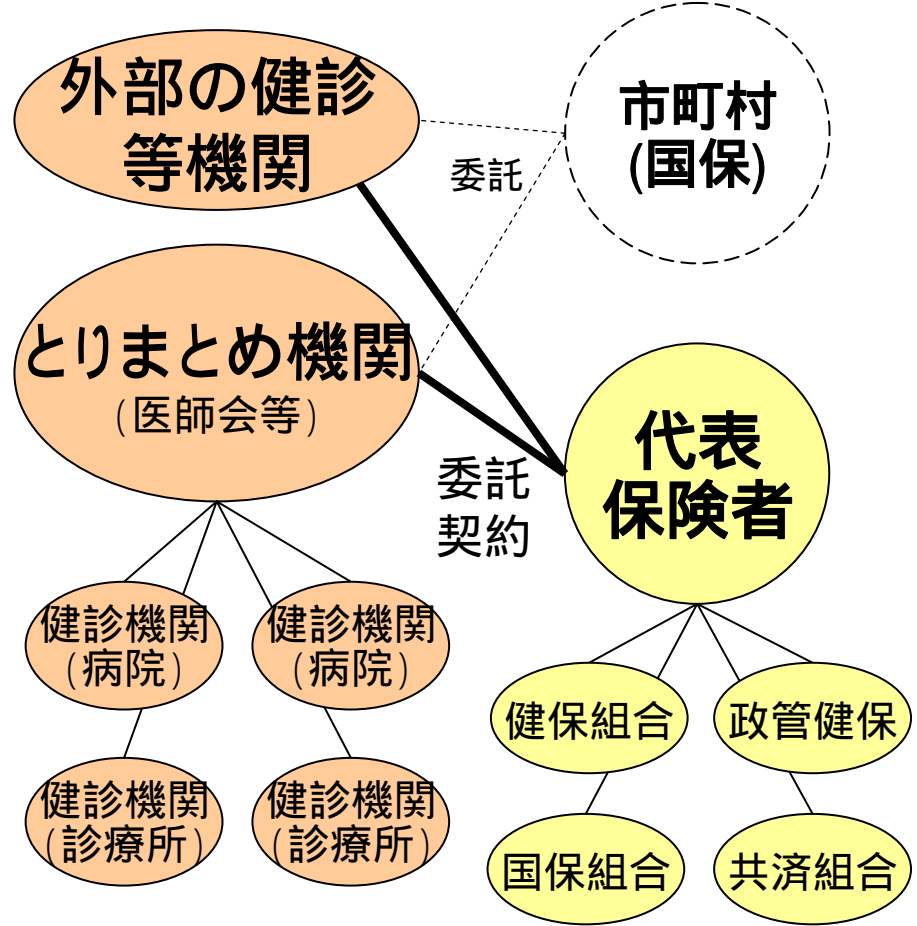 外部の健診
等機関
市町村
(国保)
委託
とりまとめ機関
(医師会等)
代表
保険者
委託
契約
健診機関
(病院)
健診機関
(病院)
健保組合
政管健保
健診機関
(診療所)
健診機関
(診療所)
国保組合
共済組合